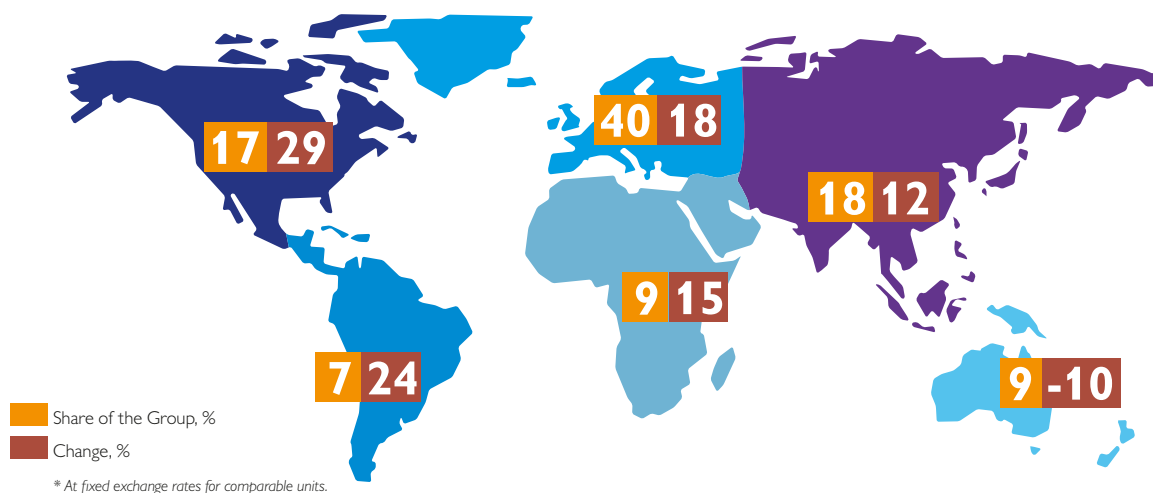 40 18
17 29
18 12
9 15
7 24
9 -10
Share of the Group, %
Change, %
* At fixed exchange rates for comparable units.